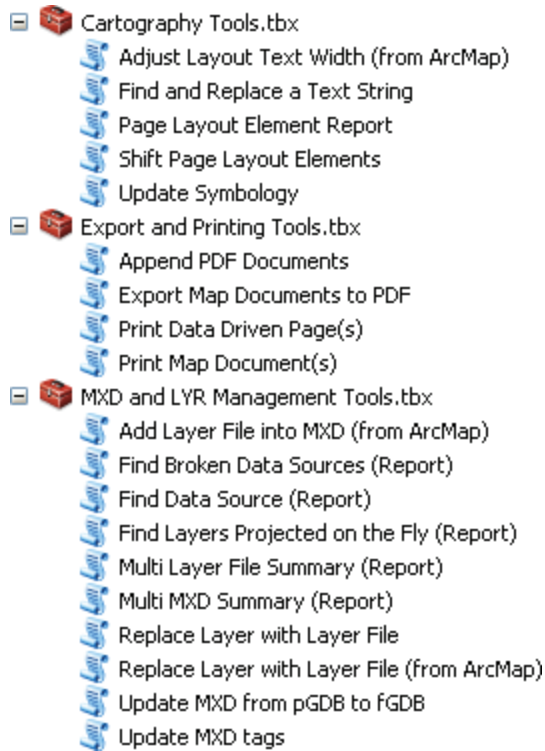 Cartography Tools.tbx
Adjust Layout Text Width (from ArcMap)
Find and Replace a Text String
Page Layout Element Report
Shift Page Layout Elements
Update Symbology
Export and Printing Tools.tbx
Append PDF Documents
Export Map Documents to PDF
Print Data Driven Page(s)
Print Map Document(s)
MXD and LYR Management Tools.tbx
Add Layer File into MXD (from ArcMap)
Find Broken Data Sources (Report)
Find Data Source (Report)
Find Layers Projected on the Fly (Report)
Multi Layer File Summary (Report)
Multi MXD Summary (Report)
Replace Layer with Layer File
Replace Layer with Layer File (from ArcMap)
Update MXD from pGDB to fGDB
Update MXD tags